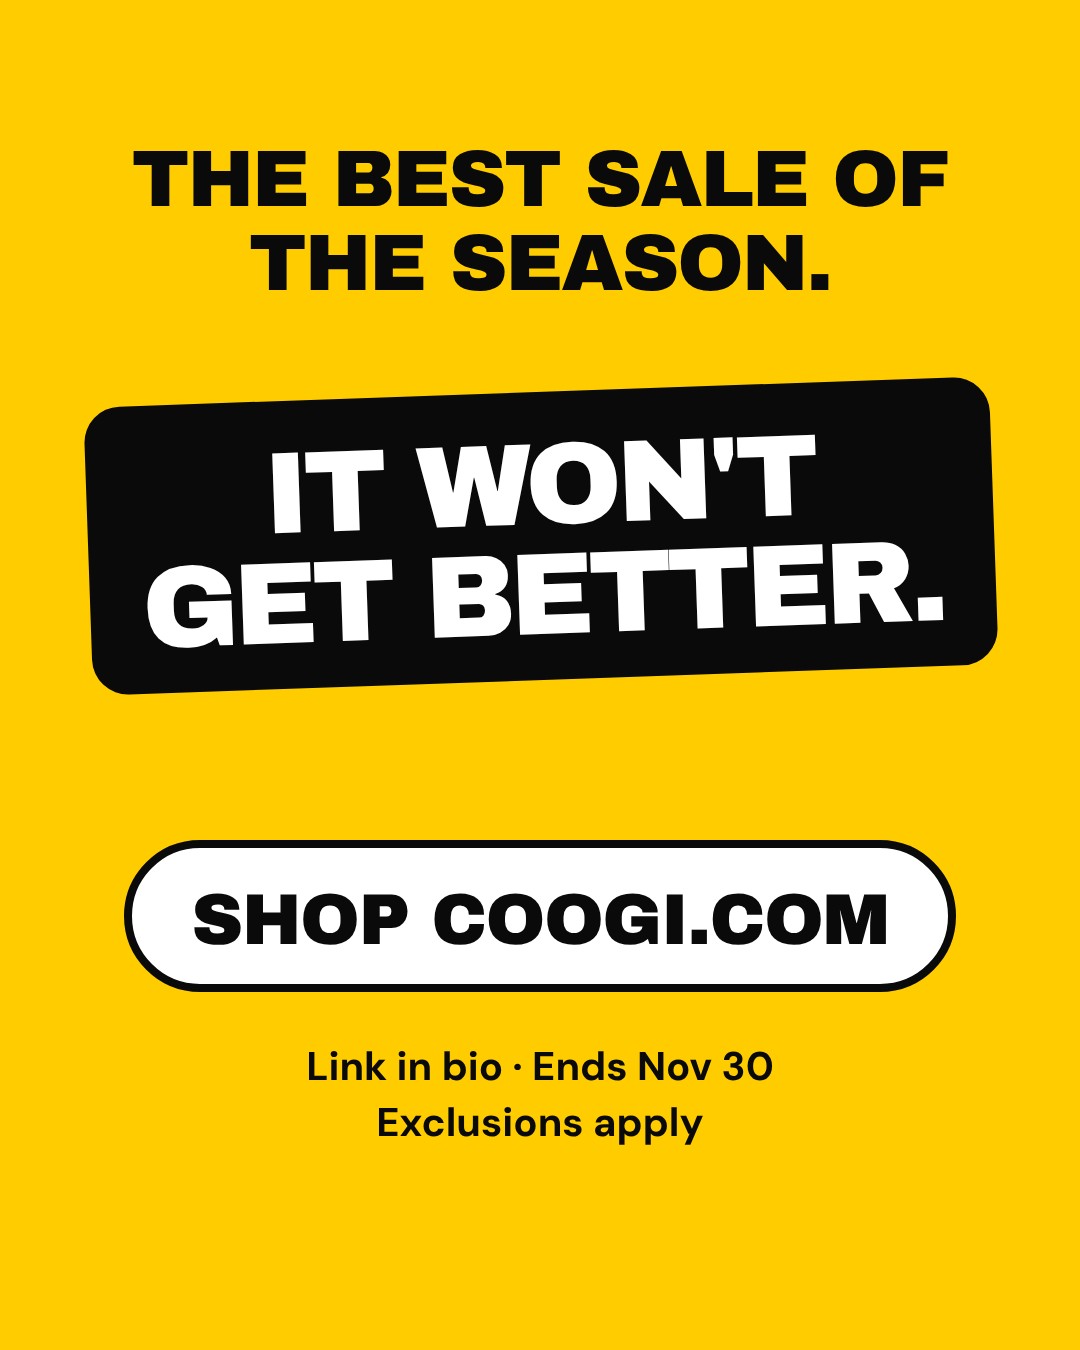 THE BEST SALE OF
THE SEASON.
IT WON'T
GET BETTER.
SHOP COOGI.COM
Link in bio · Ends Nov 30
Exclusions apply